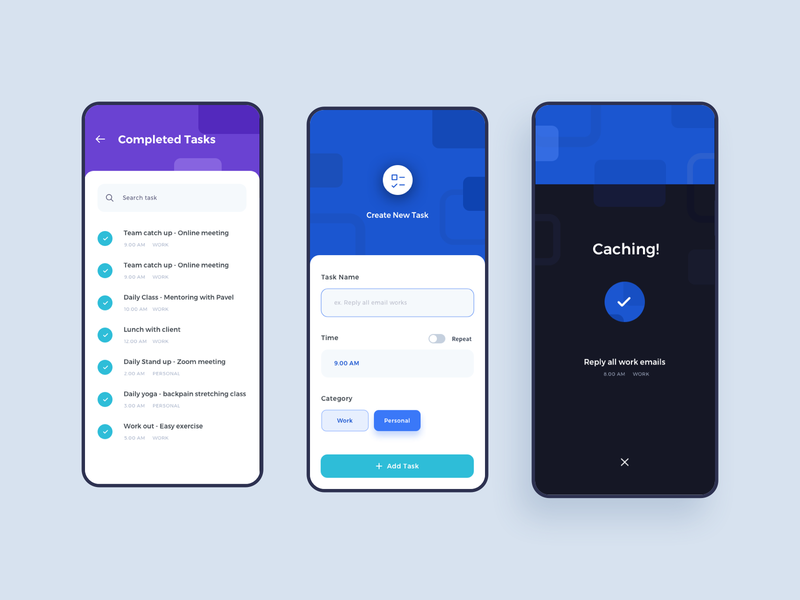 Completed Tasks
Search task
Team catch up - Online meeting
9.00 AM WORK
Team catch up - Online meeting
9.00 AM WORK
Daily Class - Mentoring with Pavel
10.00 AM WORK
Lunch with client
12.00 AM WORK
Daily Stand up - Zoom meeting
2.00 AM PERSONAL
Daily yoga - backpain stretching class
5.00 AM PERSONAL
Work out - Easy exercise
5.00 AM WORK
Create New Task
Task Name
ex. Reply all email works
Time
Repeat
9.00 AM
Category
Work
Personal
+ Add Task
Caching!
Reply all work emails
9.00 AM WORK